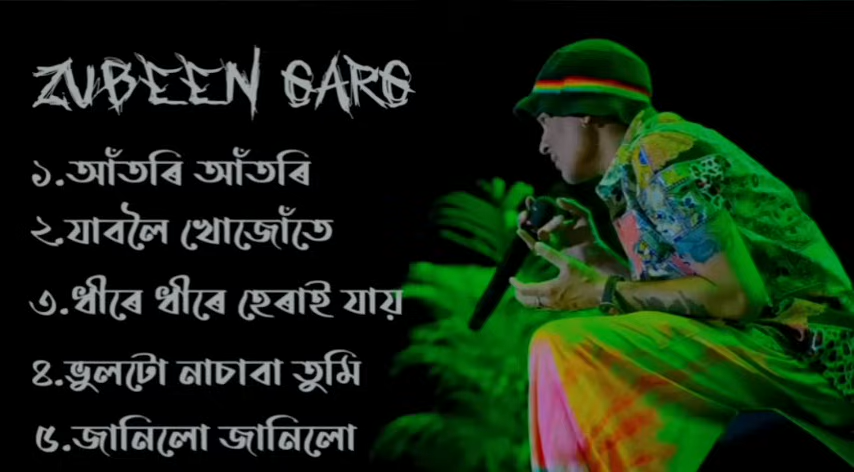 ZUBEEN GARG
১.আঁতৰি আঁতৰি
২.যাবলৈ খোজোঁতে
৩.ধীৰে ধীৰে হেৰাই যায়
৪.ভুলটো নাচাবা তুমি
৫.জানিলো জানিলো